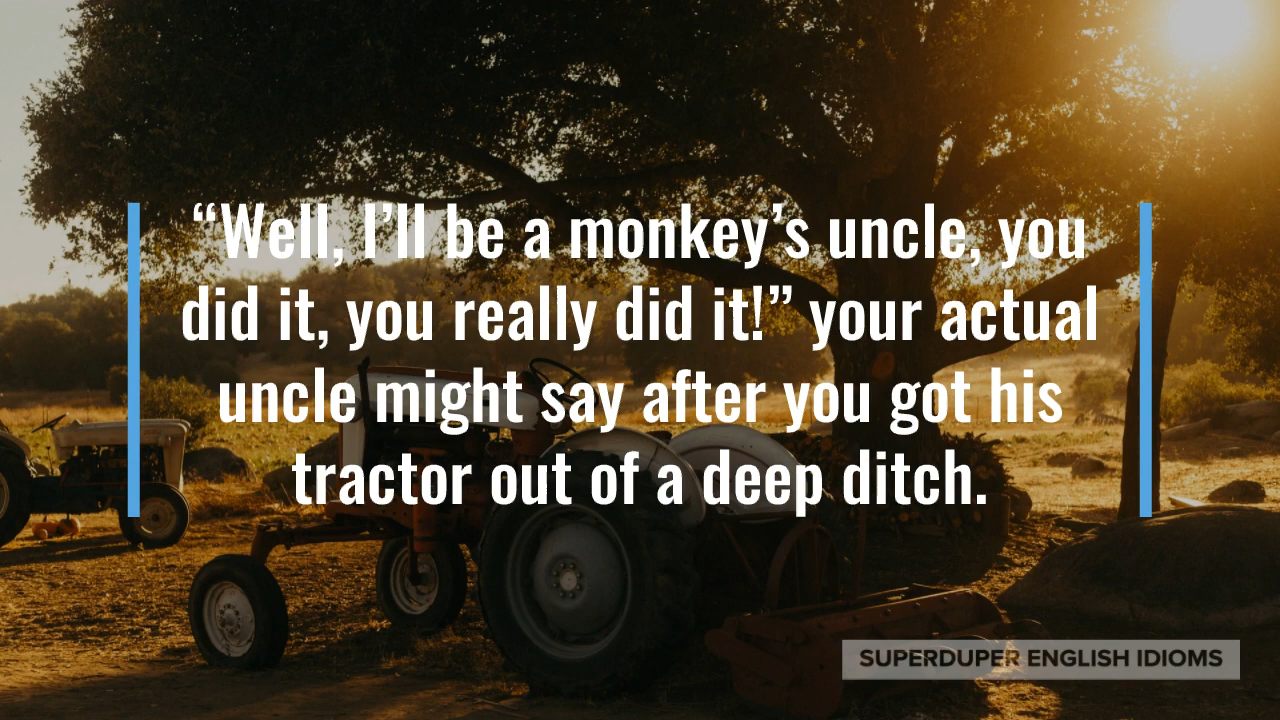 “Well, I’ll be a monkey’s uncle, you
did it, you really did it!” your actual
uncle might say after you got his
tractor out of a deep ditch.
SUPERDUPER ENGLISH IDIOMS